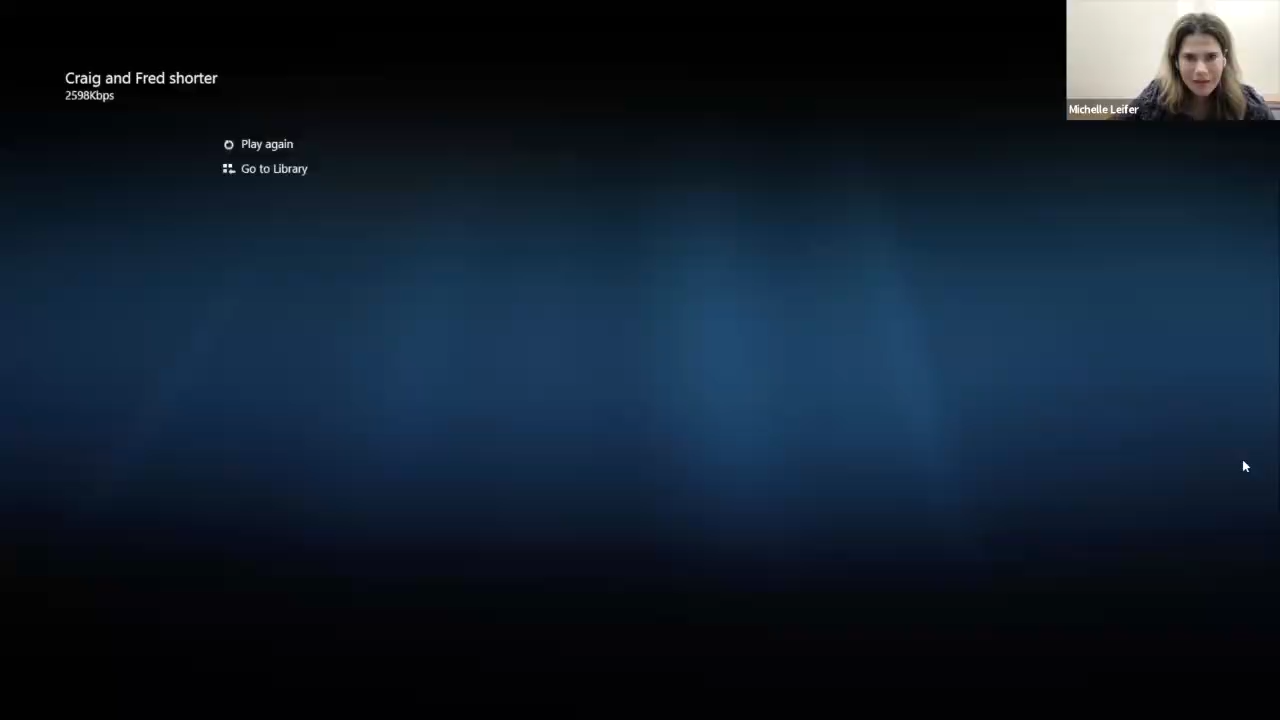 Craig and Fred shorter
2598Kbps
Play again
Go to Library
Michelle Leifer